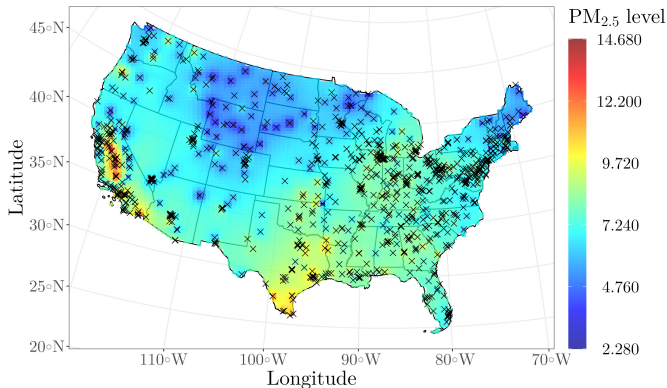 PM2.5 level
45◦N
40◦N
35◦N
30◦N
25◦N
20◦N
Latitude
110◦W 100◦W 90◦W 80◦W 70◦W
Longitude
14.680
12.200
9.720
7.240
4.760
2.280